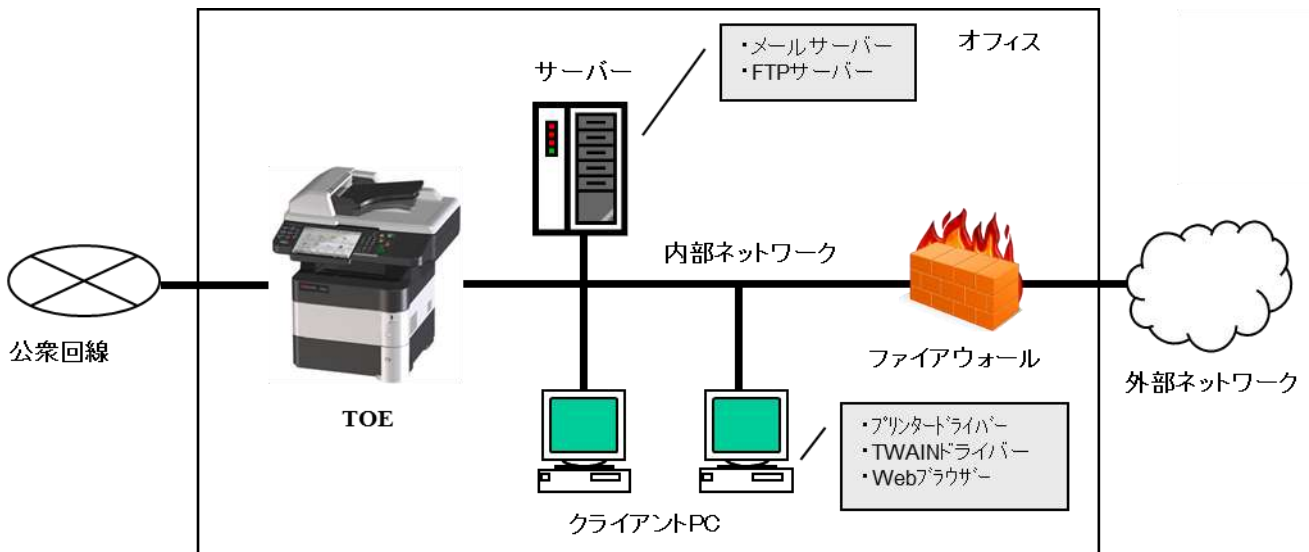 オフィス
・メールサーバー
・FTPサーバー
サーバー
内部ネットワーク
公衆回線
TOE
ファイアウォール
外部ネットワーク
・プリンタードライバー
・TWAINドライバー
・Webブラウザー
クライアントPC